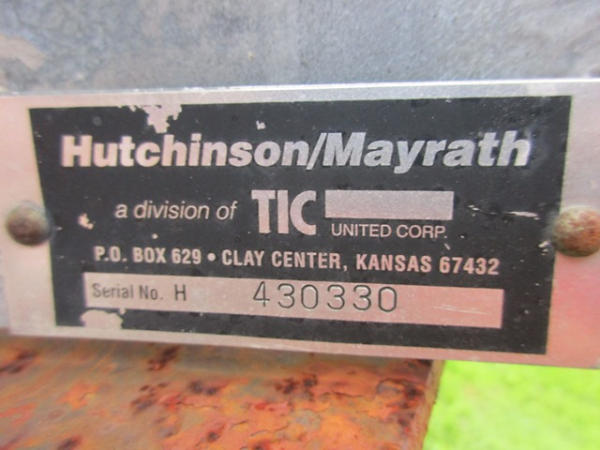 Hutchinson/Mayrath
a division of TIC UNITED CORP.
P.O. BOX 629 • CLAY CENTER, KANSAS 67432
Serial No. H 430330